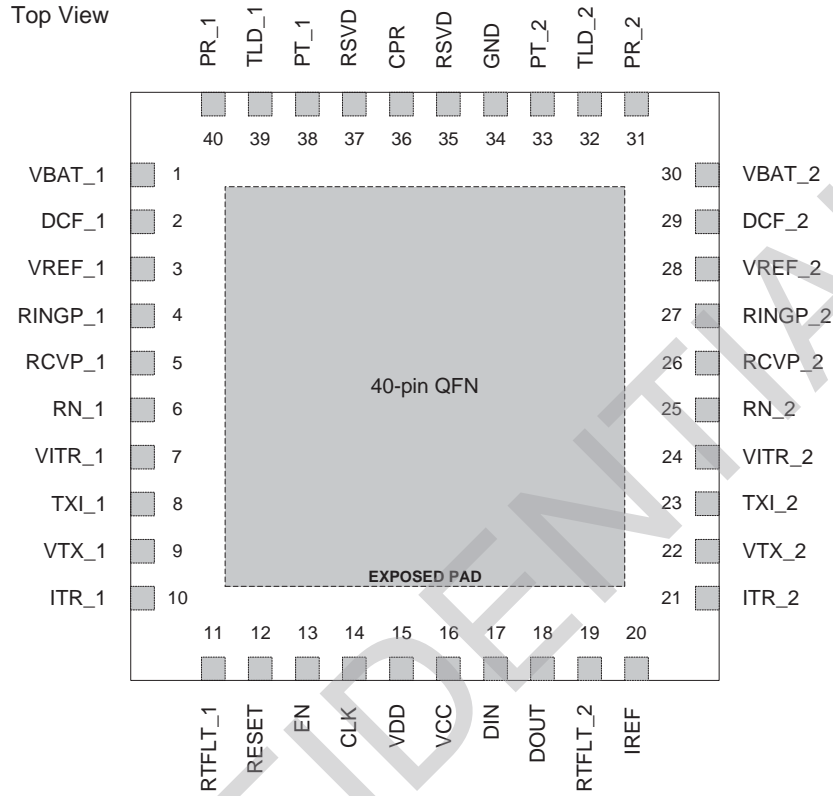 Top View
PR_1
TLD_1
PT_1
RSVD
CPR
RSVD
GND
PT_2
TLD_2
PR_2
40 39 38 37 36 35 34 33 32 31
VBAT_1 1 30 VBAT_2
DCF_1 2 29 DCF_2
VREF_1 3 28 VREF_2
RINGP_1 4 27 RINGP_2
RCVP_1 5 26 RCVP_2
40-pin QFN
RN_1 6 25 RN_2
VITR_1 7 24 VITR_2
TXI_1 8 23 TXI_2
VTX_1 9 22 VTX_2
EXPOSED PAD
ITR_1 10 21 ITR_2
11 12 13 14 15 16 17 18 19 20
RTFLT_1
RESET
EN
CLK
VDD
VCC
DIN
DOUT
RTFLT_2
IREF
FIDENTIAL